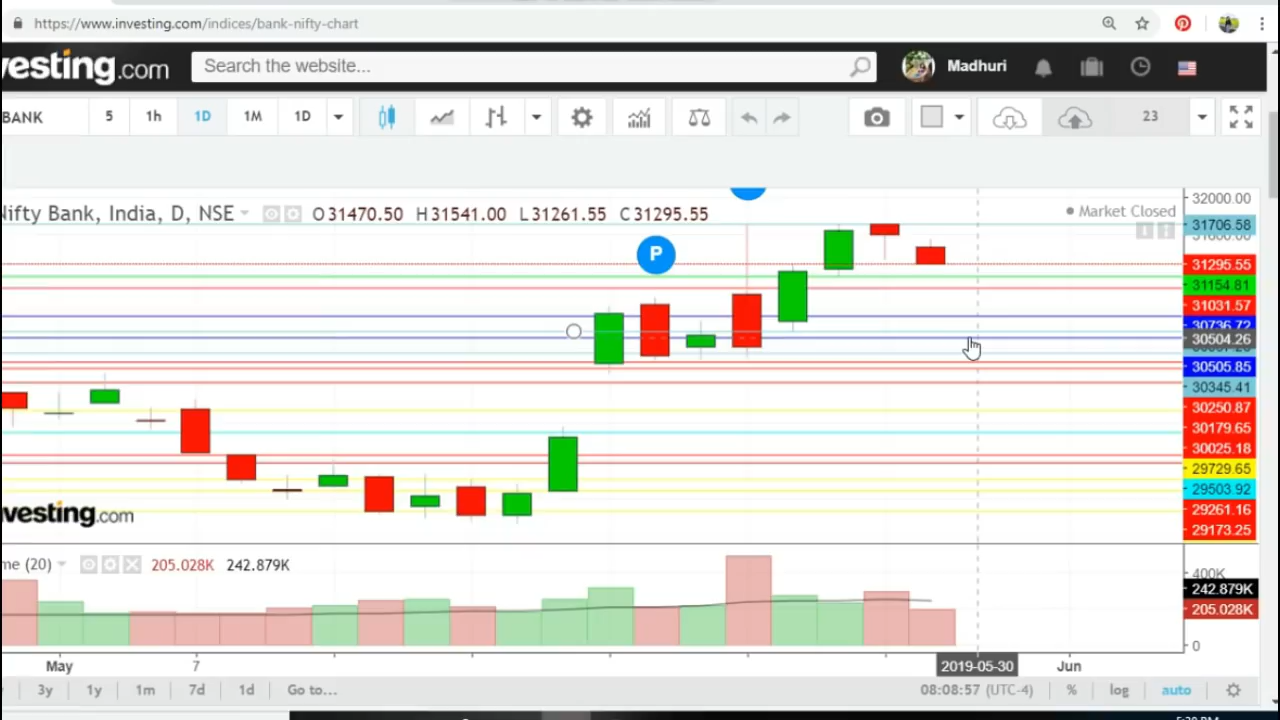 https://www.investing.com/indices/bank-nifty-chart
vesting.com
Search the website...
Madhuri
BANK
5 1h 1D 1M 1D
23
Nifty Bank, India, D, NSE
O31470.50 H31541.00 L31261.55 C31295.55
Market Closed
32000.00
31706.58
P
31295.55
31154.81
31031.57
30736.72
30504.26
30505.85
30345.41
30250.87
30179.65
30025.18
29729.65
29503.92
29261.16
29173.25
vesting.com
me (20) 205.028K 242.879K
400K
242.879K
205.028K
0
May 7 2019-05-30 Jun
3y 1y 1m 7d 1d Go to...
08:08:57 (UTC-4) % log auto